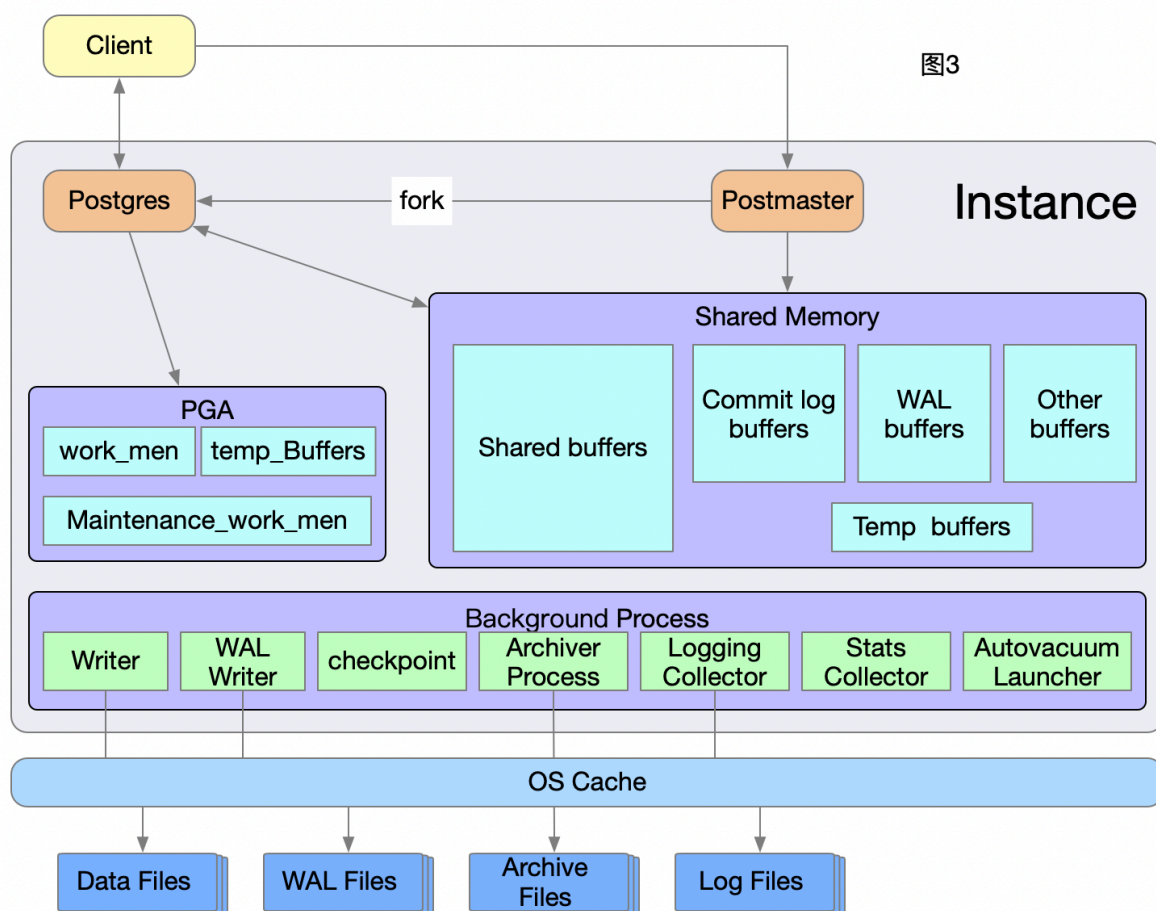 Client
图3
Postgres
fork
Postmaster
Instance
Shared Memory
Shared buffers
Commit log
buffers
WAL
buffers
Other
buffers
Temp buffers
PGA
work_men
temp_Buffers
Maintenance_work_men
Background Process
Writer
WAL
Writer
checkpoint
Archiver
Process
Logging
Collector
Stats
Collector
Autovacuum
Launcher
OS Cache
Data Files
WAL Files
Archive
Files
Log Files